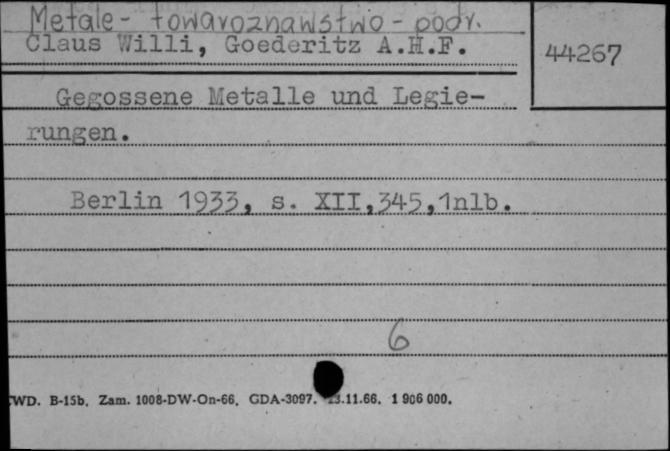 Metale - towaroznawstwo - podr.
Claus Willi, Goederitz A.H.F.
44267
Gegossene Metalle und Legie-
rungen.
Berlin 1933, s. XII,345,1nlb.
6
WD. B-15b. Zam. 1008-DW-On-66. GDA-3097. 23.11.66. 1 906 000.